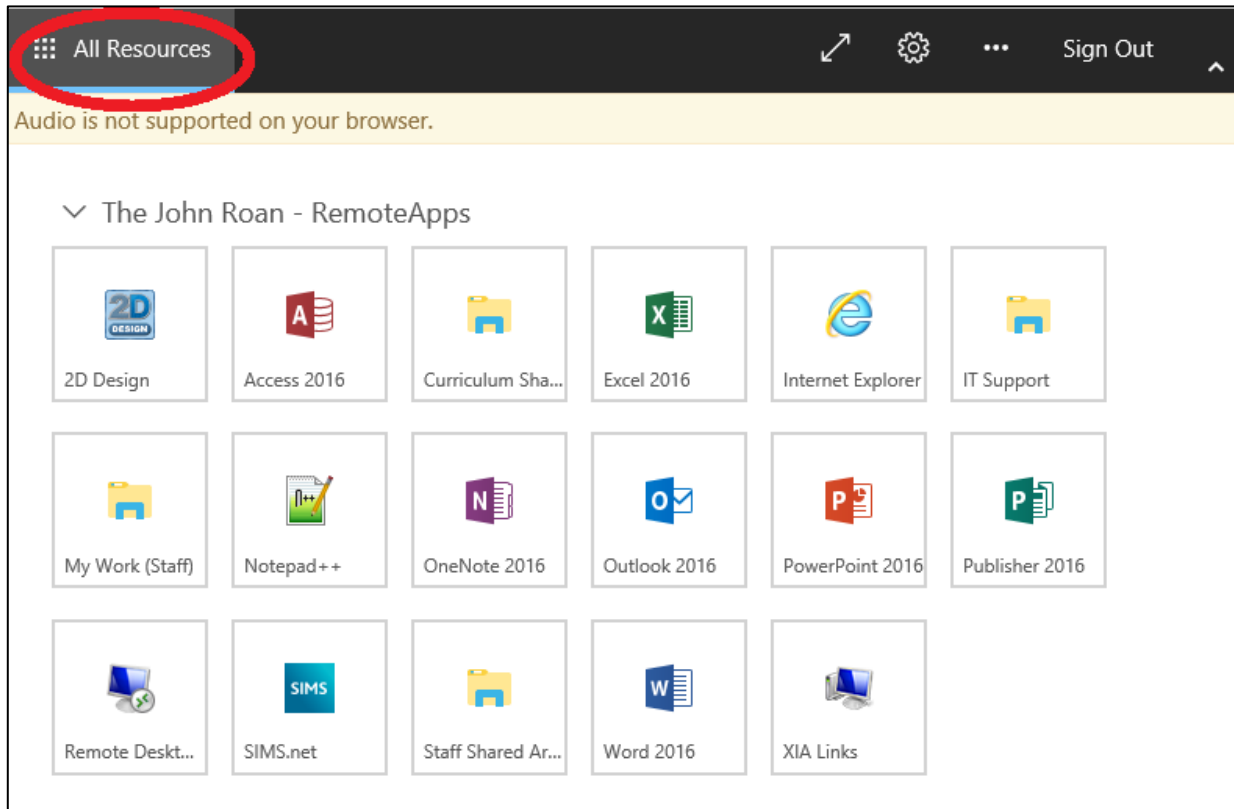 All Resources
Sign Out
Audio is not supported on your browser.
The John Roan - RemoteApps
2D DESIGN
A
X
2D Design
Access 2016
Curriculum Sha...
Excel 2016
Internet Explorer
IT Support
n++
N
O
P
P
My Work (Staff)
Notepad++
OneNote 2016
Outlook 2016
PowerPoint 2016
Publisher 2016
SIMS
W
Remote Deskt...
SIMS.net
Staff Shared Ar...
Word 2016
XIA Links